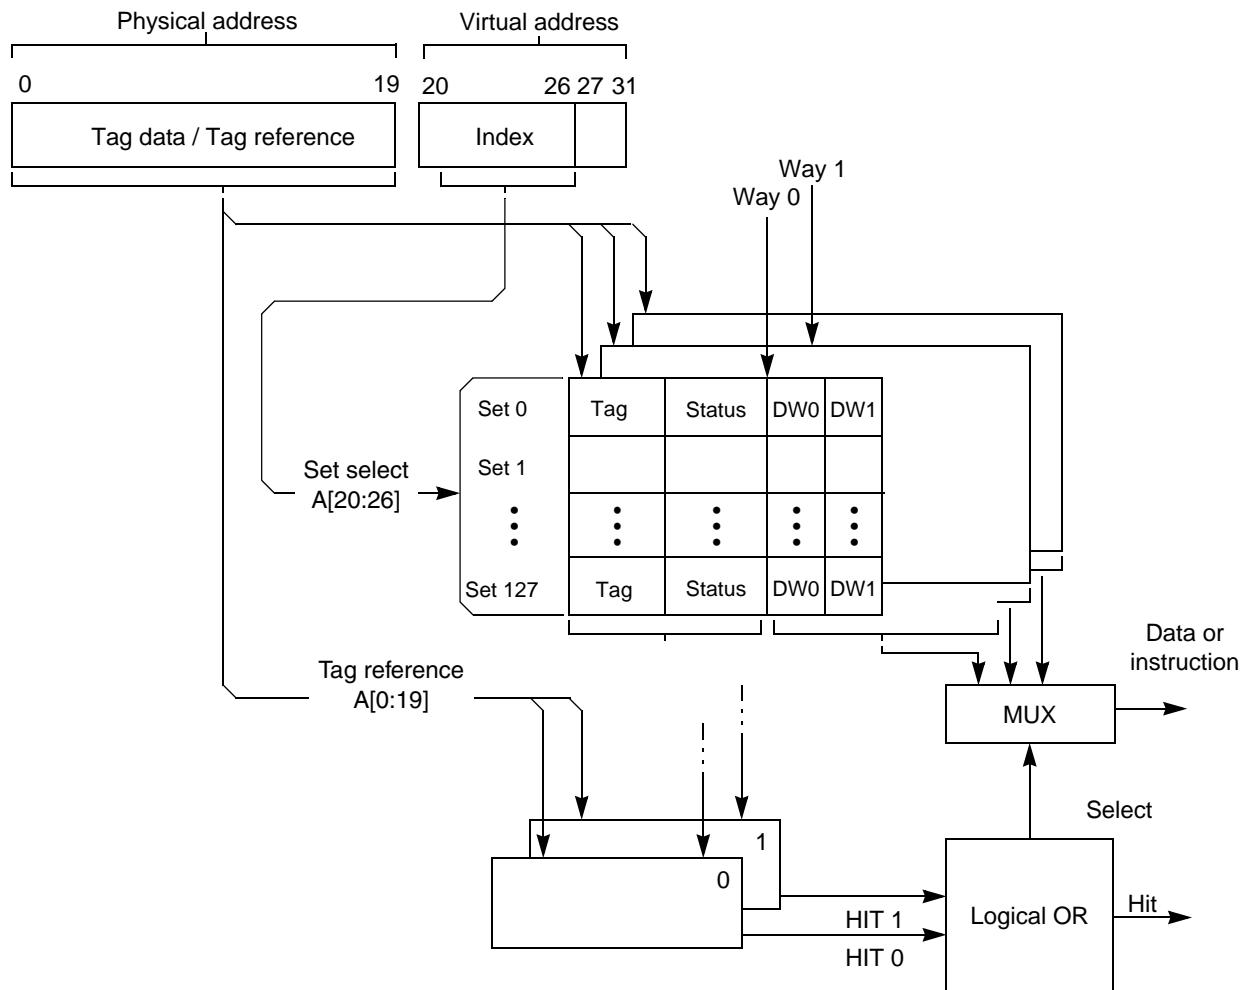 Physical address
Virtual address
0
19
20
26 27
31
Tag data / Tag reference
Index
Way 1
Way 0
Set 0
Tag
Status
DW0
DW1
Set 1
Set select
A[20:26]
Set 127
Tag
Status
DW0
DW1
Tag reference
A[0:19]
Data or
instruction
MUX
Select
1
0
HIT 1
HIT 0
Logical OR
Hit